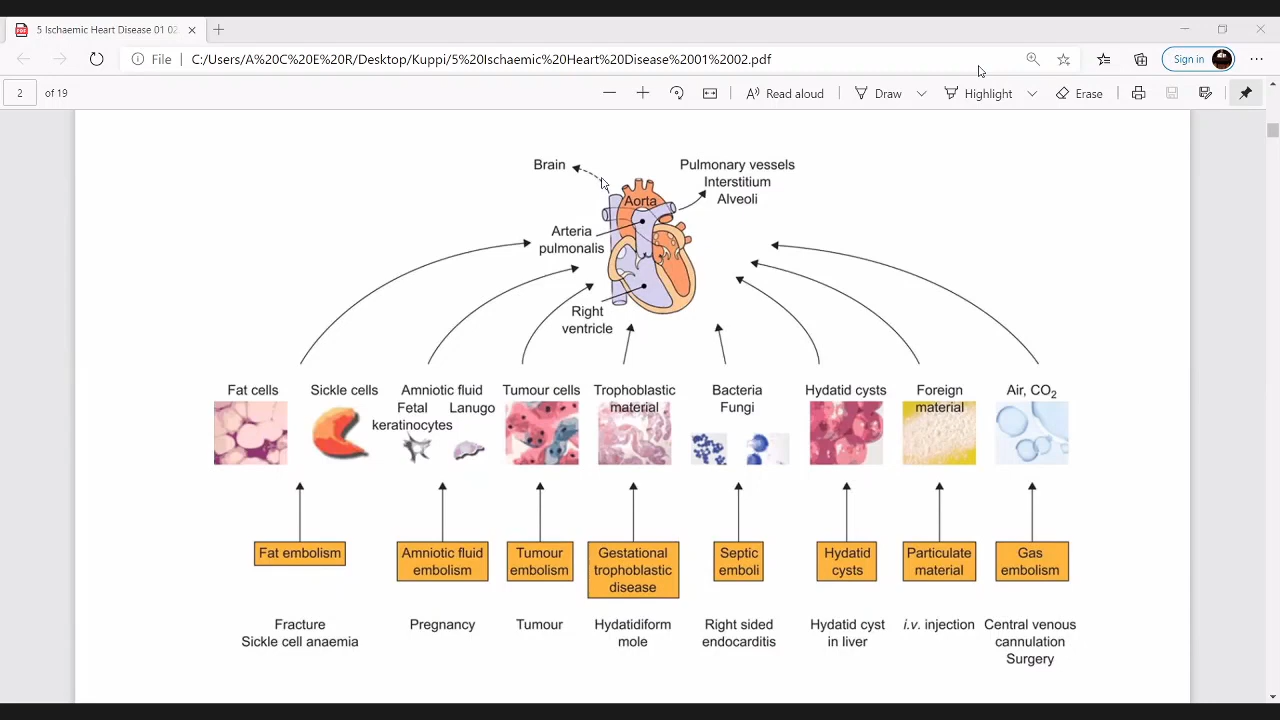 5 Ischaemic Heart Disease 01 02
File
C:/Users/A%20C%20E%20R/Desktop/Kuppi/5%20Ischaemic%20Heart%20Disease%2001%2002.pdf
Sign in
2 of 19
Read aloud
Draw
Highlight
Erase
Brain
Pulmonary vessels
Interstitium
Alveoli
Aorta
Arteria
pulmonalis
Right
ventricle
Fat cells
Sickle cells
Amniotic fluid
Fetal
keratinocytes
Lanugo
Tumour cells
Trophoblastic
material
Bacteria
Fungi
Hydatid cysts
Foreign
material
Air, CO₂
Fat embolism
Amniotic fluid
embolism
Tumour
embolism
Gestational
trophoblastic
disease
Septic
emboli
Hydatid
cysts
Particulate
material
Gas
embolism
Fracture
Sickle cell anaemia
Pregnancy
Tumour
Hydatidiform
mole
Right sided
endocarditis
Hydatid cyst
in liver
i.v. injection
Central venous
cannulation
Surgery